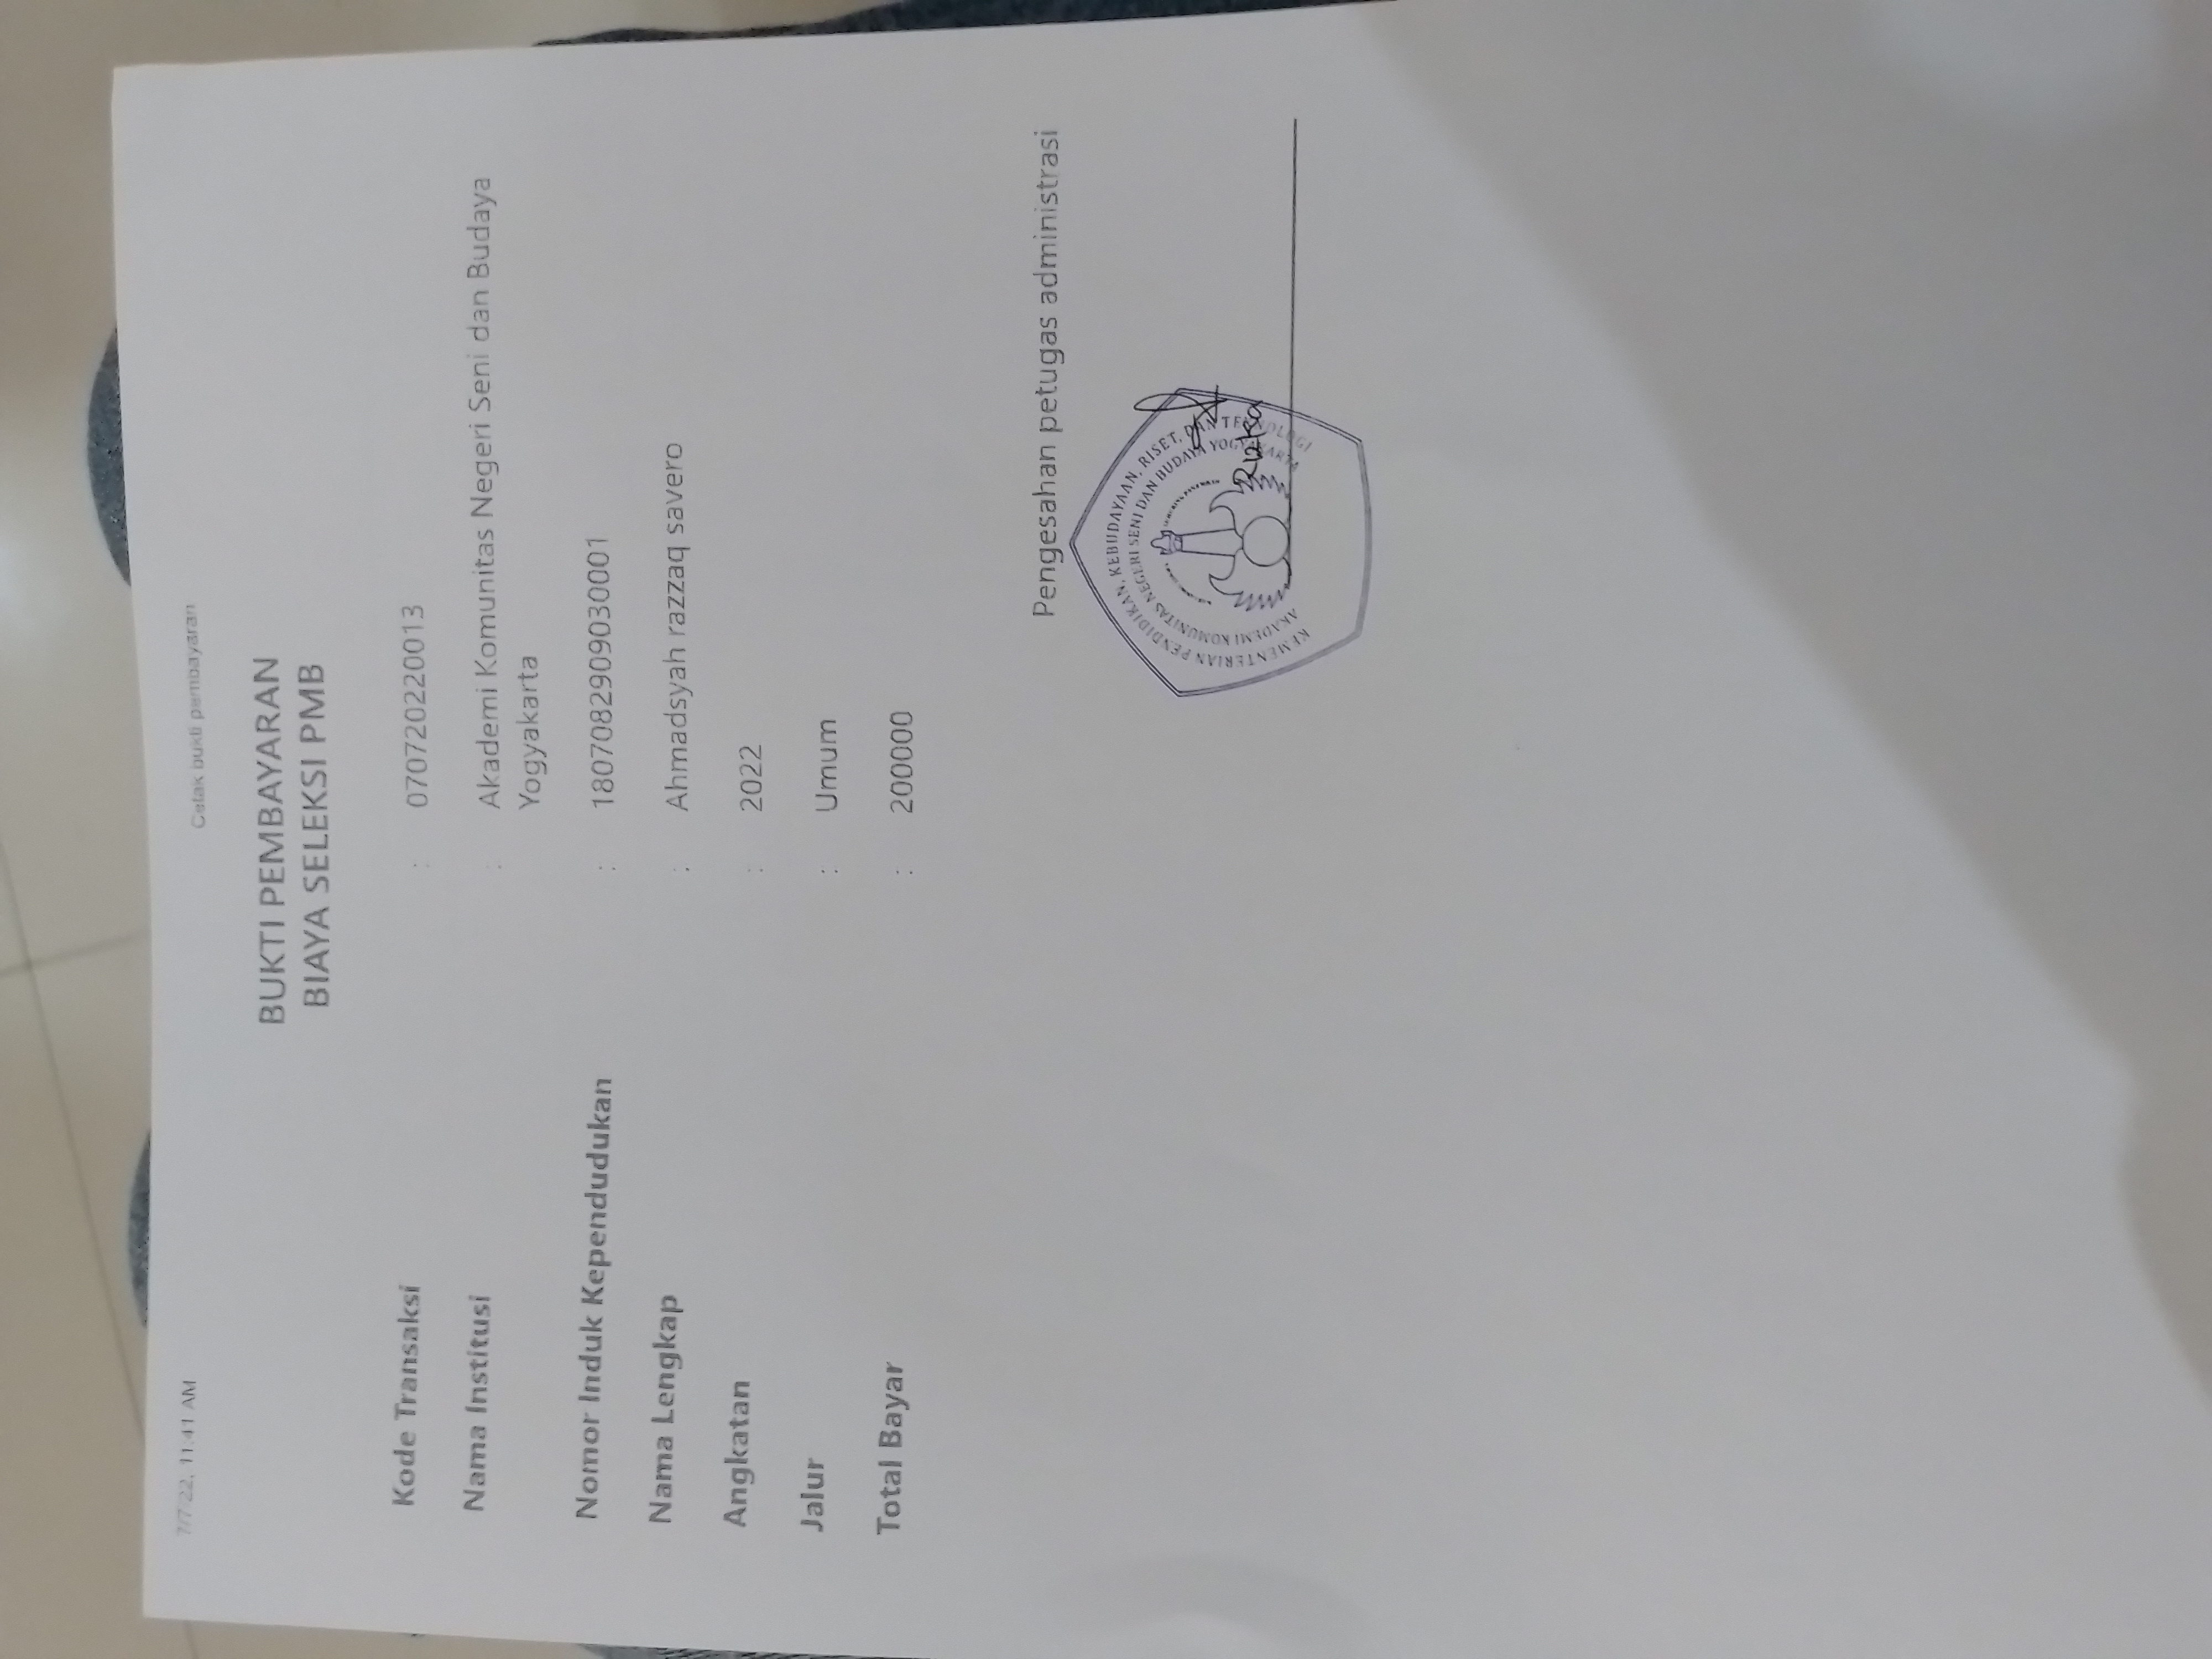 7/7/22, 11:41 AM
Cetak bukti pembayaran
BUKTI PEMBAYARAN
BIAYA SELEKSI PMB
Kode Transaksi : 070720220013
Nama Institusi : Akademi Komunitas Negeri Seni dan Budaya
Yogyakarta
Nomor Induk Kependudukan : 1807082909030001
Nama Lengkap : Ahmadsyah razzaq savero
Angkatan : 2022
Jalur : Umum
Total Bayar : 200000
Pengesahan petugas administrasi
KEMENTERIAN PENDIDIKAN, KEBUDAYAAN, RISET, DAN TEKNOLOGI
AKADEMI KOMUNITAS NEGERI SENI DAN BUDAYA YOGYAKARTA